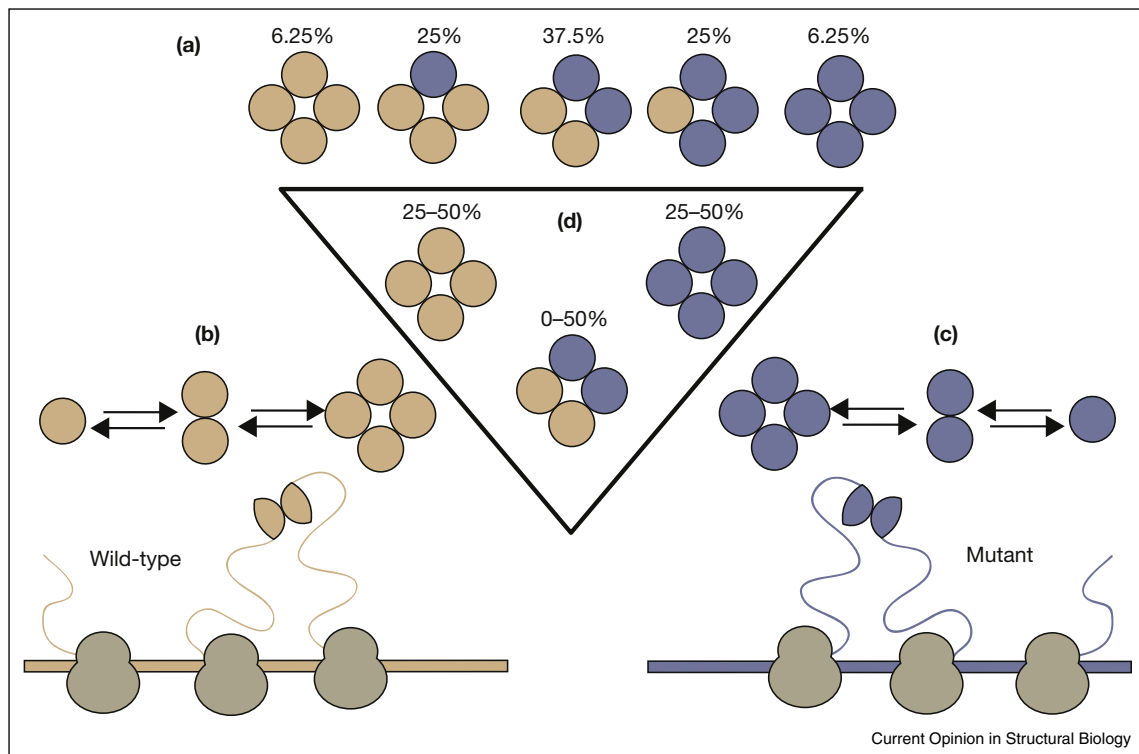 (a) 6.25% 25% 37.5% 25% 6.25%
25–50% (d) 25–50%
0–50%
(b) (c)
Wild-type Mutant
Current Opinion in Structural Biology